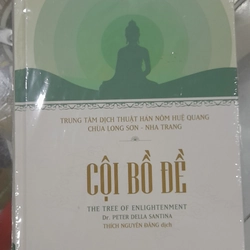 TRUNG TÂM DỊCH THUẬT HÁN NÔM HUỆ QUANG
CHÙA LONG SƠN - NHA TRANG
CỘI BỒ ĐỀ
THE TREE OF ENLIGHTENMENT
Dr. PETER DELLA SANTINA
THÍCH NGUYÊN ĐĂNG dịch